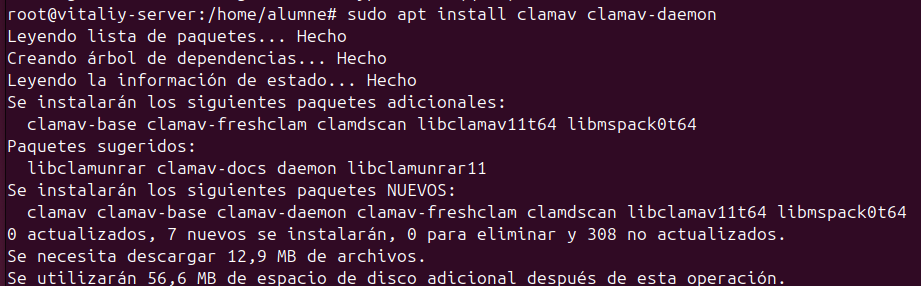 root@vitaliy-server:/home/alumne# sudo apt install clamav clamav-daemon
Leyendo lista de paquetes... Hecho
Creando árbol de dependencias... Hecho
Leyendo la información de estado... Hecho
Se instalarán los siguientes paquetes adicionales:
  clamav-base clamav-freshclam clamdscan libclamav11t64 libmspack0t64
Paquetes sugeridos:
  libclamunrar clamav-docs daemon libclamunrar11
Se instalarán los siguientes paquetes NUEVOS:
  clamav clamav-base clamav-daemon clamav-freshclam clamdscan libclamav11t64 libmspack0t64
0 actualizados, 7 nuevos se instalarán, 0 para eliminar y 308 no actualizados.
Se necesita descargar 12,9 MB de archivos.
Se utilizarán 56,6 MB de espacio de disco adicional después de esta operación.